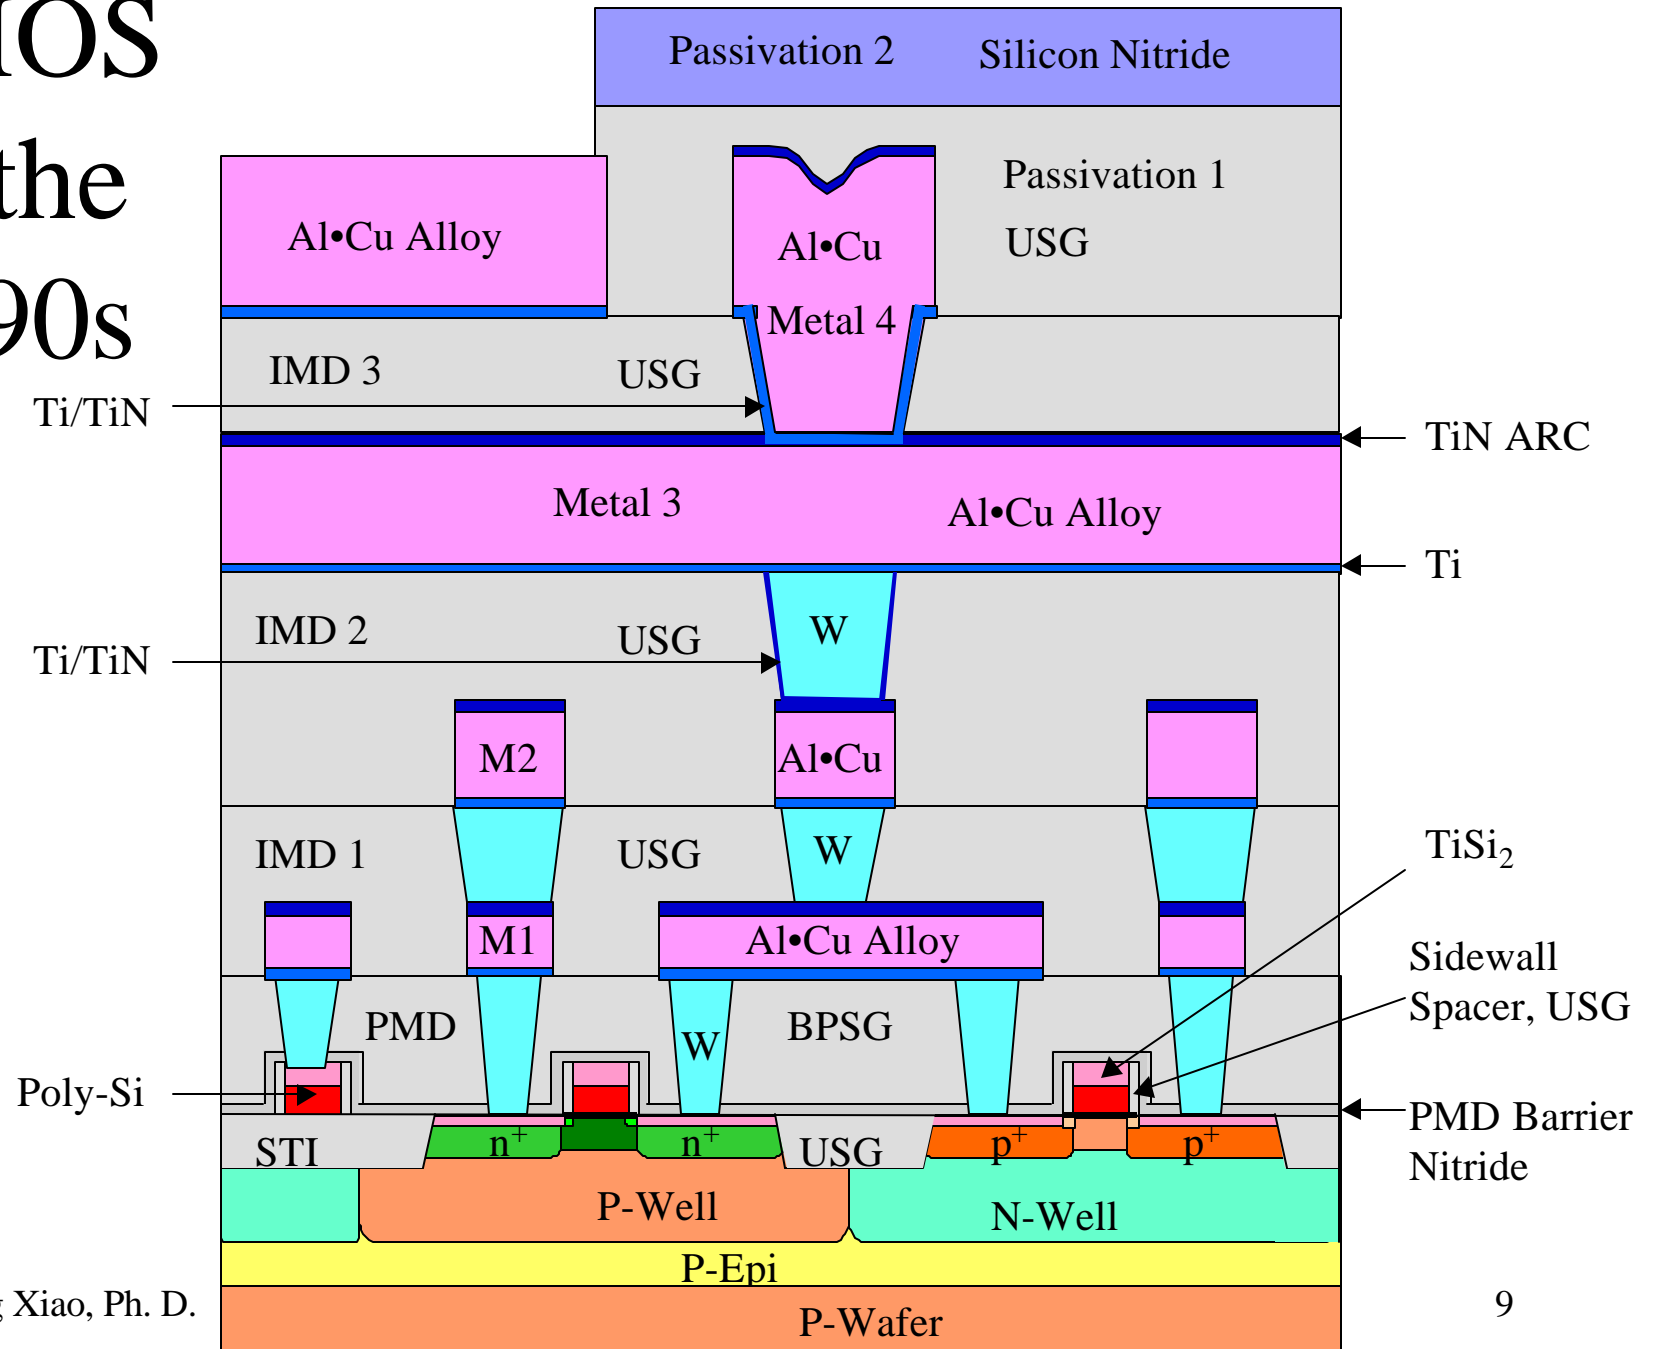 the
90s
Passivation 2
Silicon Nitride
Passivation 1
USG
Al•Cu Alloy
Al•Cu
Metal 4
IMD 3
USG
Ti/TiN
TiN ARC
Metal 3
Al•Cu Alloy
Ti
IMD 2
USG
W
Ti/TiN
M2
Al•Cu
IMD 1
USG
W
TiSi₂
M1
Al•Cu Alloy
Sidewall
Spacer, USG
PMD
W
BPSG
Poly-Si
PMD Barrier
Nitride
STI
n⁺
n⁺
USG
p⁺
p⁺
P-Well
N-Well
P-Epi
Xiao, Ph. D.
P-Wafer
9